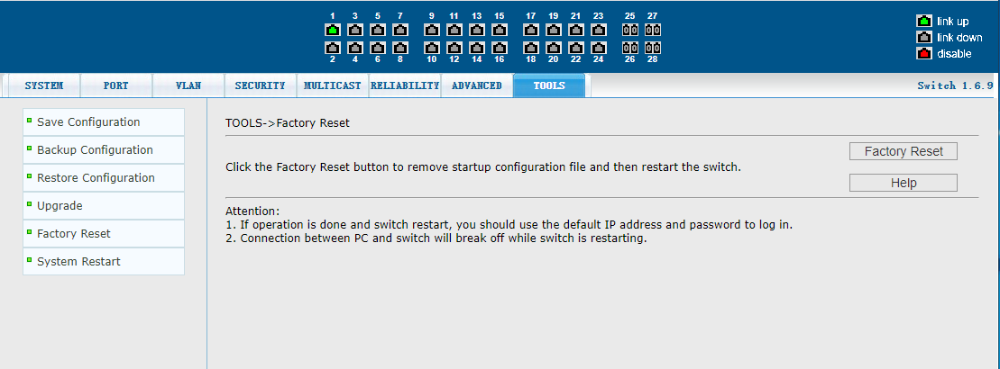 1 3 5 7 9 11 13 15 17 19 21 23 25 27
2 4 6 8 10 12 14 16 18 20 22 24 26 28
link up
link down
disable
SYSTEM PORT VLAN SECURITY MULTICAST RELIABILITY ADVANCED TOOLS Switch 1.6.9
Save Configuration
Backup Configuration
Restore Configuration
Upgrade
Factory Reset
System Restart
TOOLS->Factory Reset
Click the Factory Reset button to remove startup configuration file and then restart the switch.
Factory Reset
Help
Attention:
1. If operation is done and switch restart, you should use the default IP address and password to log in.
2. Connection between PC and switch will break off while switch is restarting.